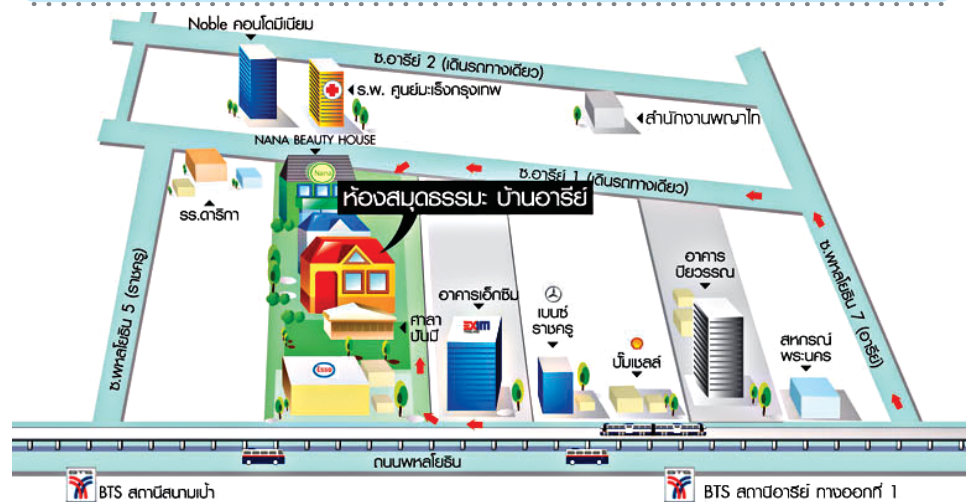 Noble คอนโดมีเนียม
ซ.อารีย์ 2 (เดินรถทางเดียว)
ร.พ. ศูนย์มะเร็งกรุงเทพ
สำนักงานพญาไท
NANA BEAUTY HOUSE
Nana
ซ.อารีย์ 1 (เดินรถทางเดียว)
ห้องสมุดธรรมะ บ้านอารีย์
รร.ดาริกา
ซ.พหลโยธิน 5 (ราชครู)
ซ.พหลโยธิน 7 (อารีย์)
อาคาร
ปิยวรรณ
อาคารเอ็กซิม
EXIM
เบนซ์
ราชครู
ศาลา
ปันมี
ปั๊มเชลล์
สหกรณ์
พระนคร
Esso
ถนนพหลโยธิน
BTS
BTS สถานีสนามเป้า
BTS
BTS สถานีอารีย์ ทางออกที่ 1